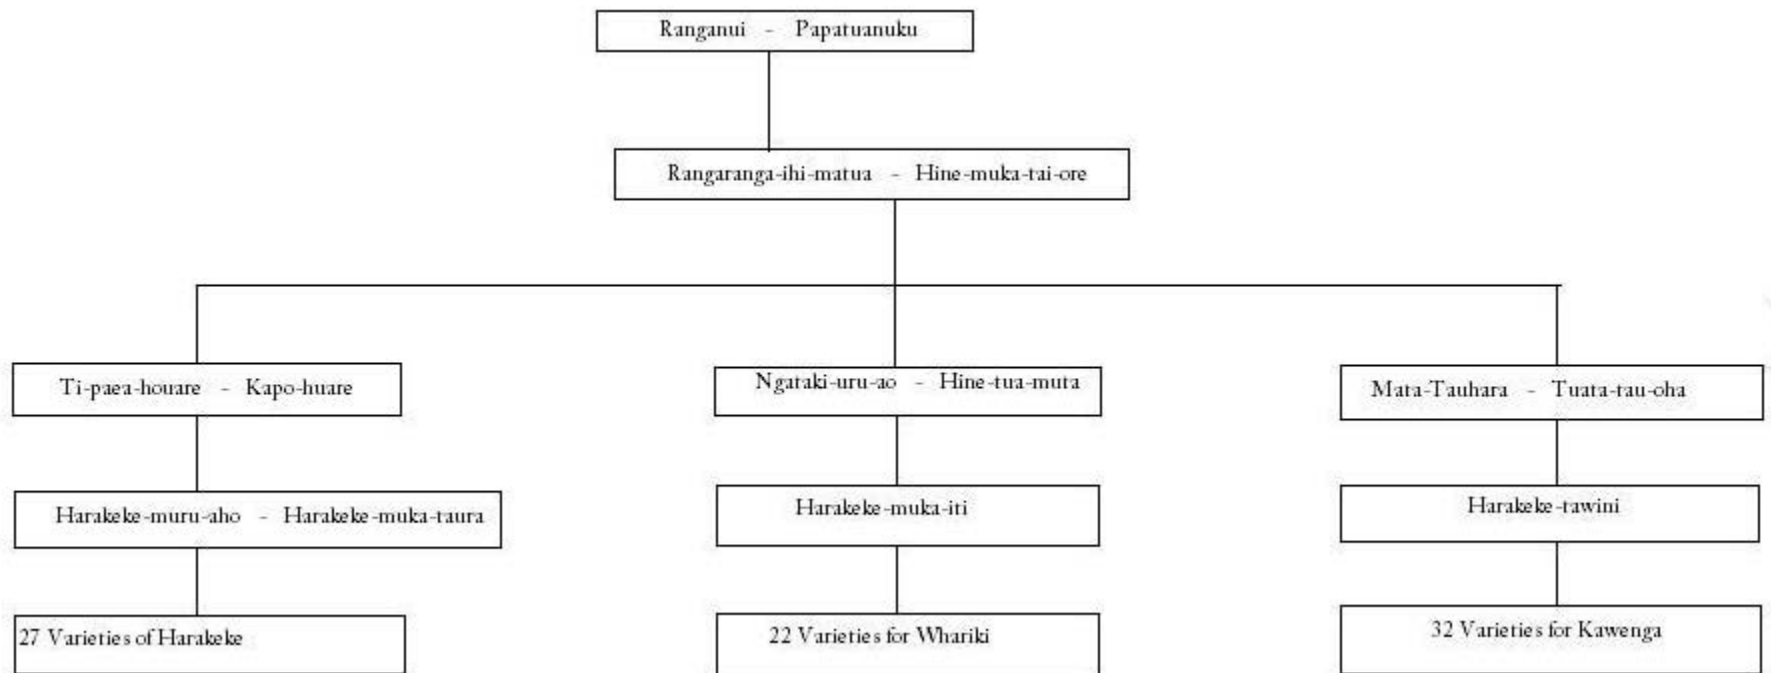 Ranganui - Papatuanuku
Rangaranga-ihi-matua - Hine-muka-tai-ore
Ti-paea-houare - Kapo-huare
Ngataki-uru-ao - Hine-tua-muta
Mata-Tauhara - Tuata-tau-oha
Harakeke-muru-aho - Harakeke-muka-taura
Harakeke-muka-iti
Harakeke-tawini
27 Varieties of Harakeke
22 Varieties for Whariki
32 Varieties for Kawenga